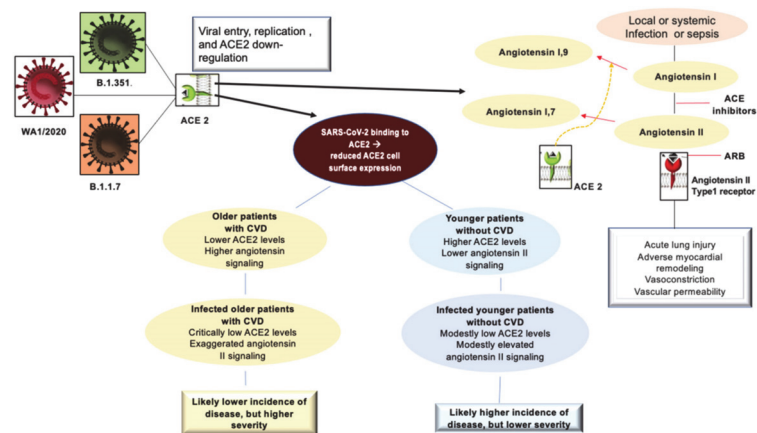 Viral entry, replication ,
and ACE2 down-
regulation
B.1.351.
WA1/2020
B.1.1.7
ACE 2
SARS-CoV-2 binding to
ACE2 →
reduced ACE2 cell
surface expression
Older patients
with CVD
Lower ACE2 levels
Higher angiotensin
signaling
Younger patients
without CVD
Higher ACE2 levels
Lower angiotensin II
signaling
Infected older patients
with CVD
Critically low ACE2 levels
Exaggerated angiotensin
II signaling
Infected younger patients
without CVD
Modestly low ACE2 levels
Modestly elevated
angiotensin II signaling
Likely lower incidence of
disease, but higher
severity
Likely higher incidence of
disease, but lower severity
Local or systemic
Infection or sepsis
Angiotensin I,9
Angiotensin I
ACE
inhibitors
Angiotensin I,7
Angiotensin II
ACE 2
ARB
Angiotensin II
Type1 receptor
Acute lung injury
Adverse myocardial
remodeling
Vasoconstriction
Vascular permeability